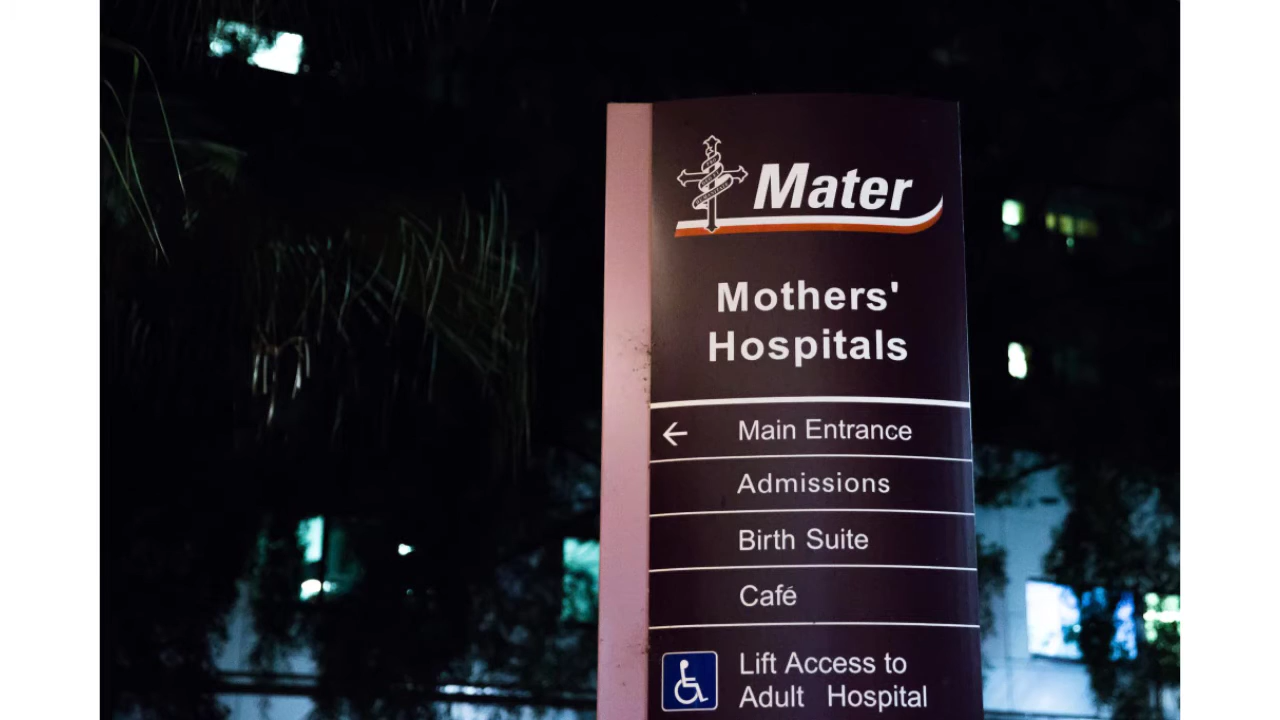 Mater
Mothers'
Hospitals
Main Entrance
Admissions
Birth Suite
Café
Lift Access to
Adult Hospital